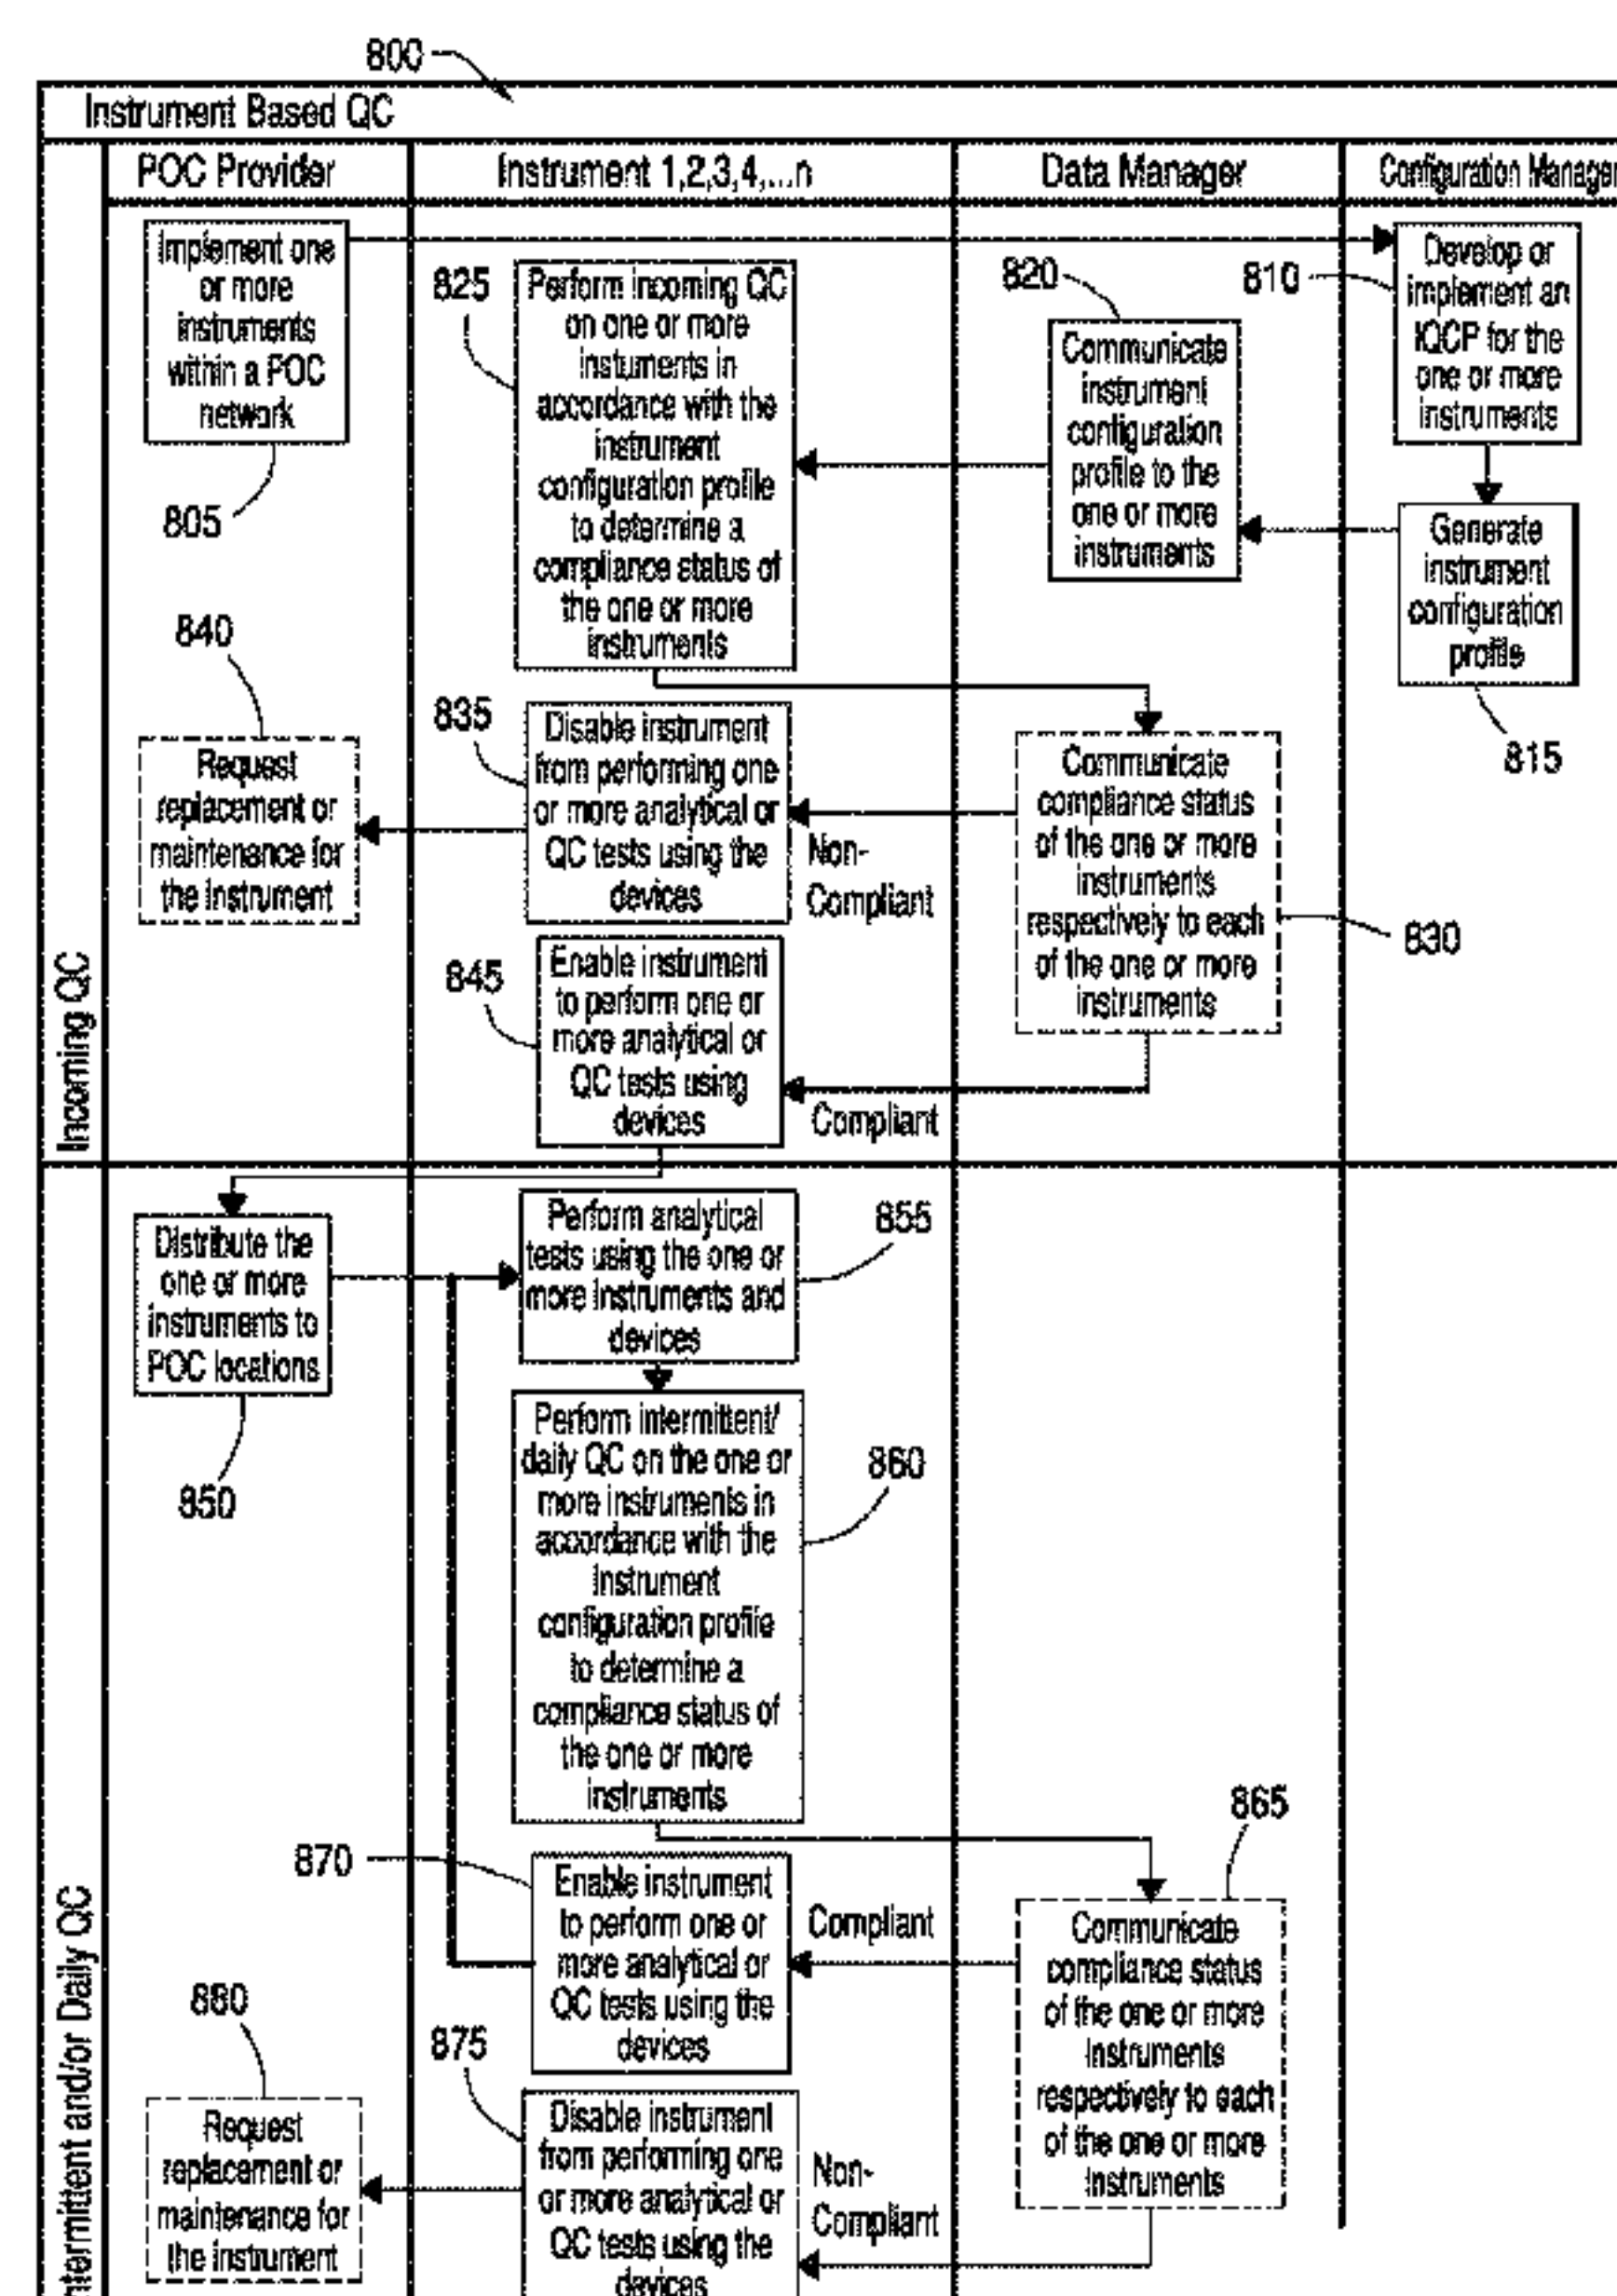 800
Instrument Based QC
POC Provider
Instrument 1,2,3,4,...n
Data Manager
Configuration Manager
Implement one
or more
instruments
within a POC
network
805
825
Perform incoming QC
on one or more
instuments in
accordance with the
instrument
configuration profile
to determine a
compliance status of
the one or more
instruments
820
Communicate
instrument
configuration
profile to the
one or more
instruments
810
Develop or
implement an
IQCP for the
one or more
instruments
Generate
instrument
configuration
profile
815
840
Request
replacement or
maintenance for
the instrument
835
Disable instrument
from performing one
or more analytical or
QC tests using the
devices
Non-
Compliant
Communicate
compliance status
of the one or more
instruments
respectively to each
of the one or more
instruments
830
845
Enable instrument
to perform one or
more analytical or
QC tests using
devices
Compliant
Incoming QC
Distribute the
one or more
instruments to
POC locations
850
Perform analytical
tests using the one or
more instruments and
devices
855
Perform intermittent/
daily QC on the one or
more instruments in
accordance with the
instrument
configuration profile
to determine a
compliance status of
the one or more
instruments
860
865
870
Enable instrument
to perform one or
more analytical or
QC tests using the
devices
Compliant
Communicate
compliance status
of the one or more
instruments
respectively to each
of the one or more
instruments
880
Request
replacement or
maintenance for
the instrument
875
Disable instrument
from performing one
or more analytical or
QC tests using the
devices
Non-
Compliant
ntermittent and/or Daily QC